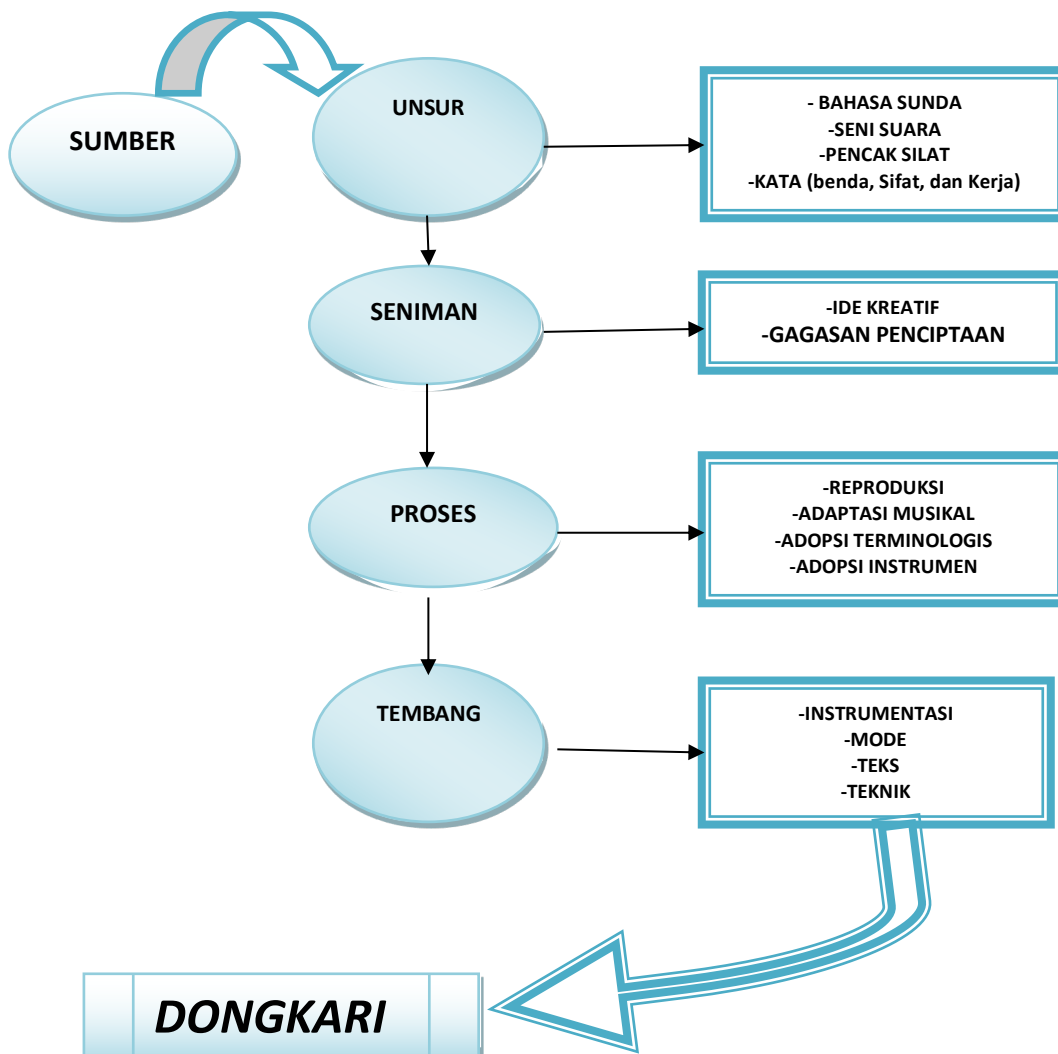 SUMBER
UNSUR
- BAHASA SUNDA
-SENI SUARA
-PENCAK SILAT
-KATA (benda, Sifat, dan Kerja)
SENIMAN
-IDE KREATIF
-GAGASAN PENCIPTAAN
PROSES
-REPRODUKSI
-ADAPTASI MUSIKAL
-ADOPSI TERMINOLOGIS
-ADOPSI INSTRUMEN
TEMBANG
-INSTRUMENTASI
-MODE
-TEKS
-TEKNIK
DONGKARI